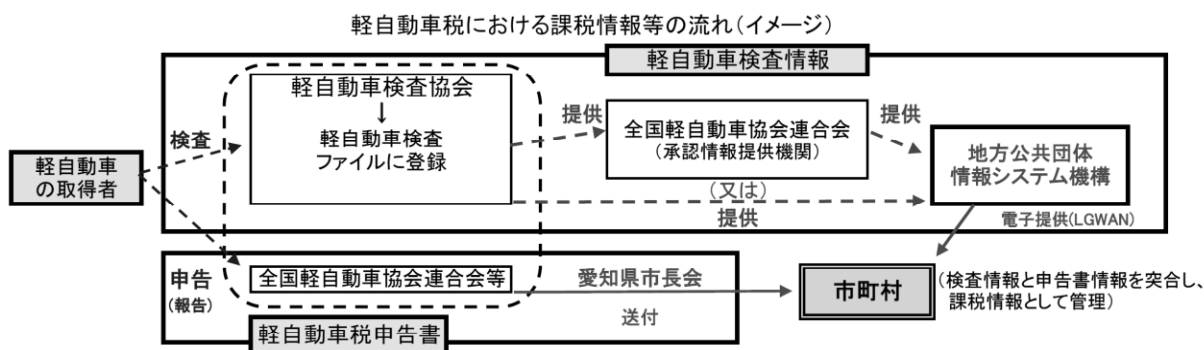 軽自動車税における課税情報等の流れ(イメージ)
軽自動車検査情報
軽自動車検査協会
↓
軽自動車検査
ファイルに登録
検査
提供
全国軽自動車協会連合会
(承認情報提供機関)
提供
地方公共団体
情報システム機構
軽自動車
の取得者
(又は)
提供
電子提供(LGWAN)
申告
(報告)
全国軽自動車協会連合会等
愛知県市長会
送付
市町村
(検査情報と申告書情報を突合し、
課税情報として管理)
軽自動車税申告書